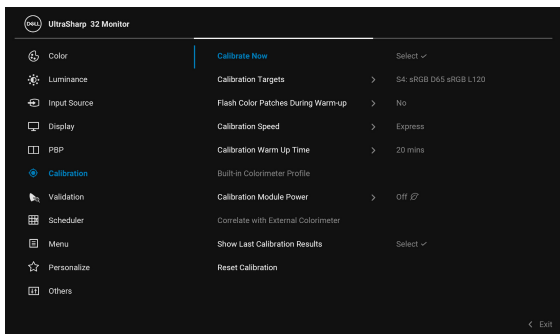 DELL UltraSharp 32 Monitor
Color Calibrate Now Select
Luminance Calibration Targets S4: sRGB D65 sRGB L120
Input Source Flash Color Patches During Warm-up No
Display Calibration Speed Express
PBP Calibration Warm Up Time 20 mins
Calibration Built-in Colorimeter Profile
Validation Calibration Module Power Off
Scheduler Correlate with External Colorimeter
Menu Show Last Calibration Results Select
Personalize Reset Calibration
Others
Exit